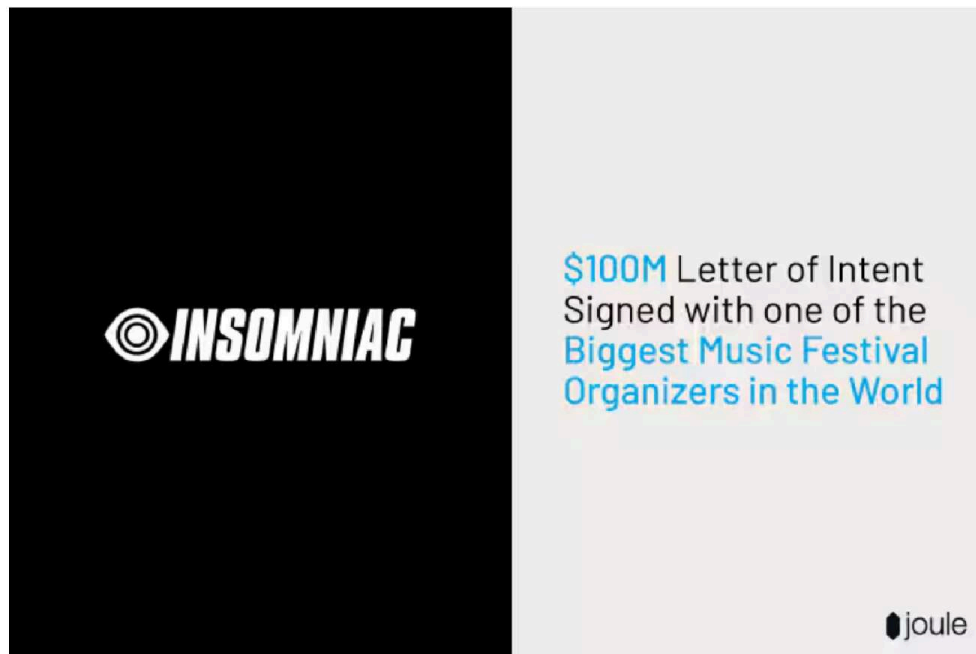 INSOMNIAC
$100M Letter of Intent
Signed with one of the
Biggest Music Festival
Organizers in the World
joule